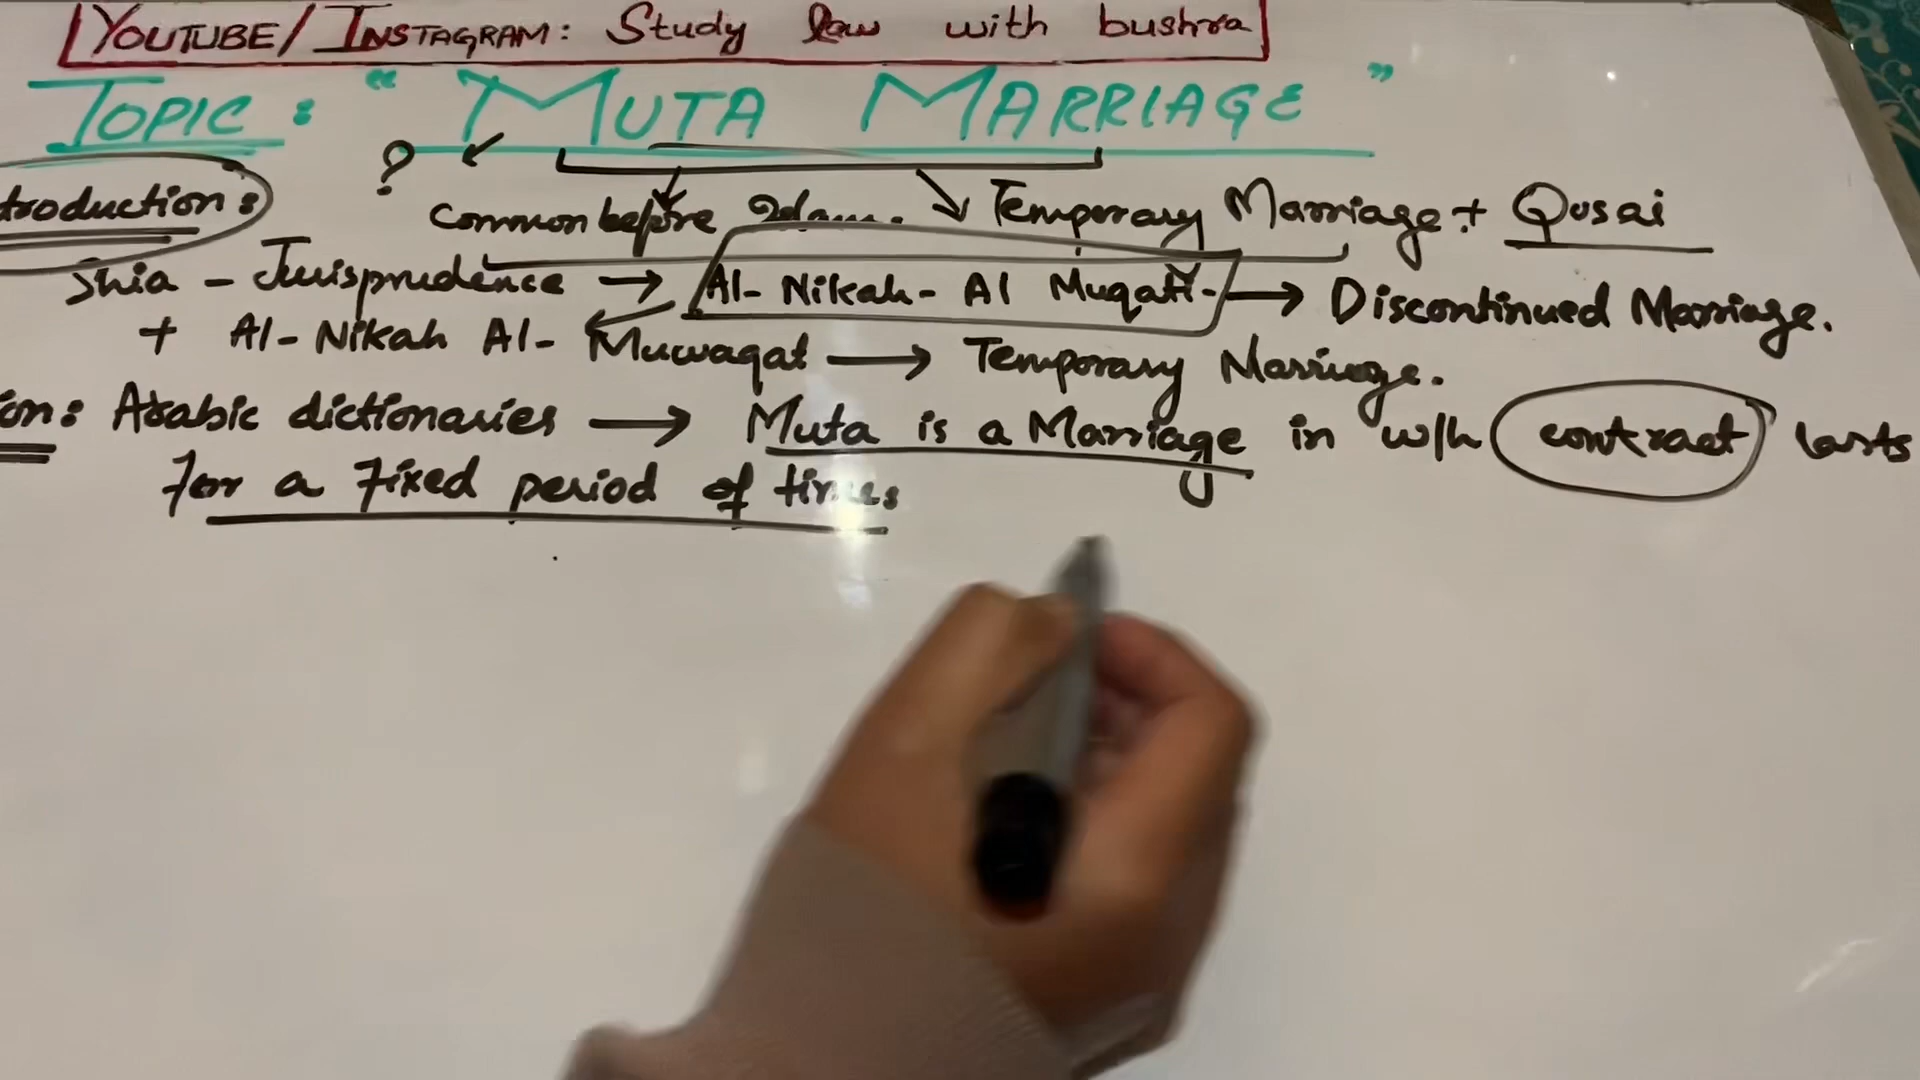 YOUTUBE/INSTAGRAM: Study law with bushra
TOPIC: "MUTA MARRIAGE"
troduction: ? common before Islam. Temporary Marriage + Qusai
Shia - Jurisprudence → Al-Nikah-Al Muqati- → Discontinued Marriage.
+ Al-Nikah Al-Muwaqat → Temporary Marriage.
on: Arabic dictionaries → Muta is a Marriage in w/h contract lasts
for a fixed period of time.